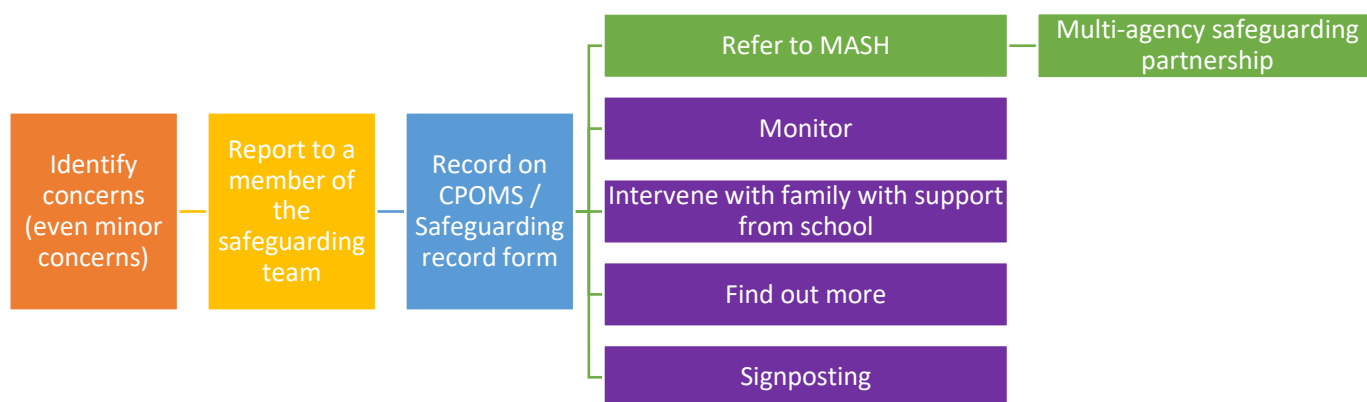 Identify
concerns
(even minor
concerns)
Report to a
member of
the
safeguarding
team
Record on
CPOMS /
Safeguarding
record form
Refer to MASH
Multi-agency safeguarding
partnership
Monitor
Intervene with family with support
from school
Find out more
Signposting